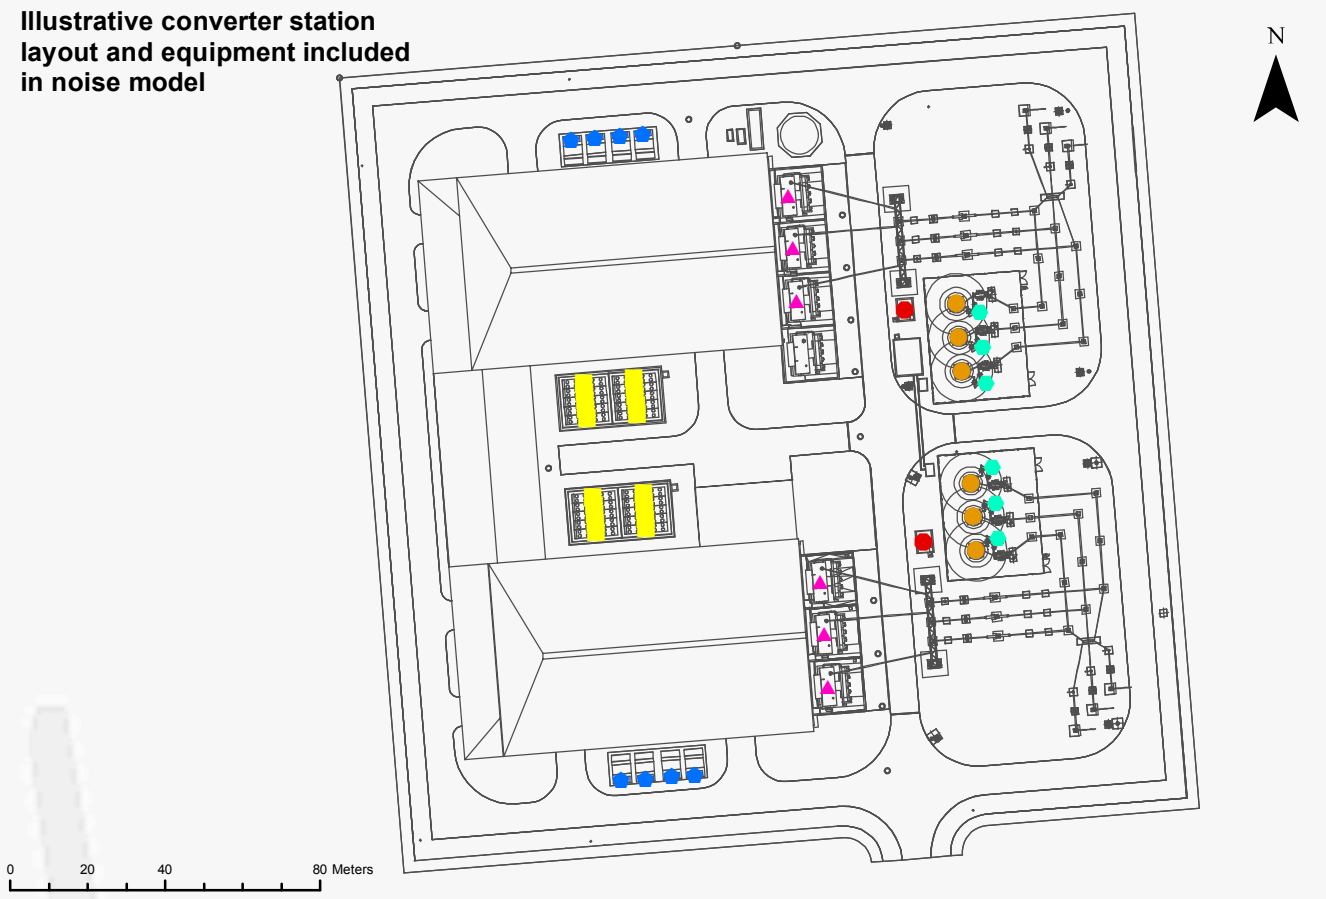 Illustrative converter station
layout and equipment included
in noise model
N
0 20 40 80 Meters